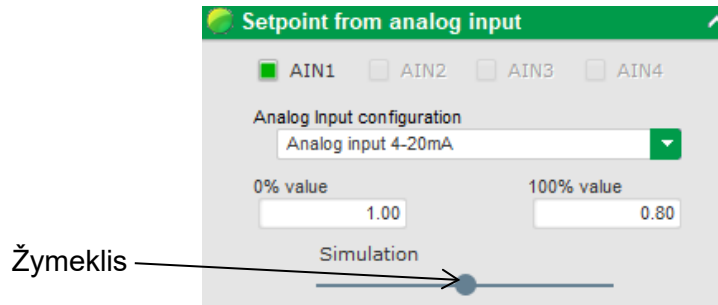 Setpoint from analog input
AIN1 AIN2 AIN3 AIN4
Analog Input configuration
Analog input 4-20mA
0% value 100% value
1.00 0.80
Simulation
Žymeklis